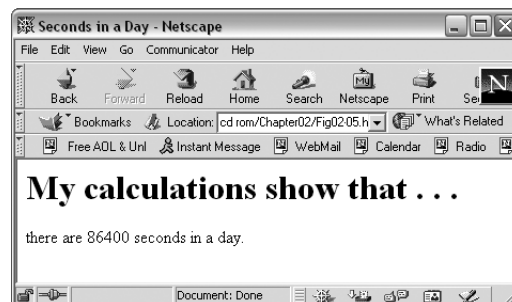 Seconds in a Day - Netscape
File Edit View Go Communicator Help
Back Forward Reload Home Search Netscape Print
Bookmarks Location: cd rom/Chapter02/Fig02-05.h What's Related
Free AOL & Unl Instant Message WebMail Calendar Radio
My calculations show that . . .
there are 86400 seconds in a day.
Document: Done